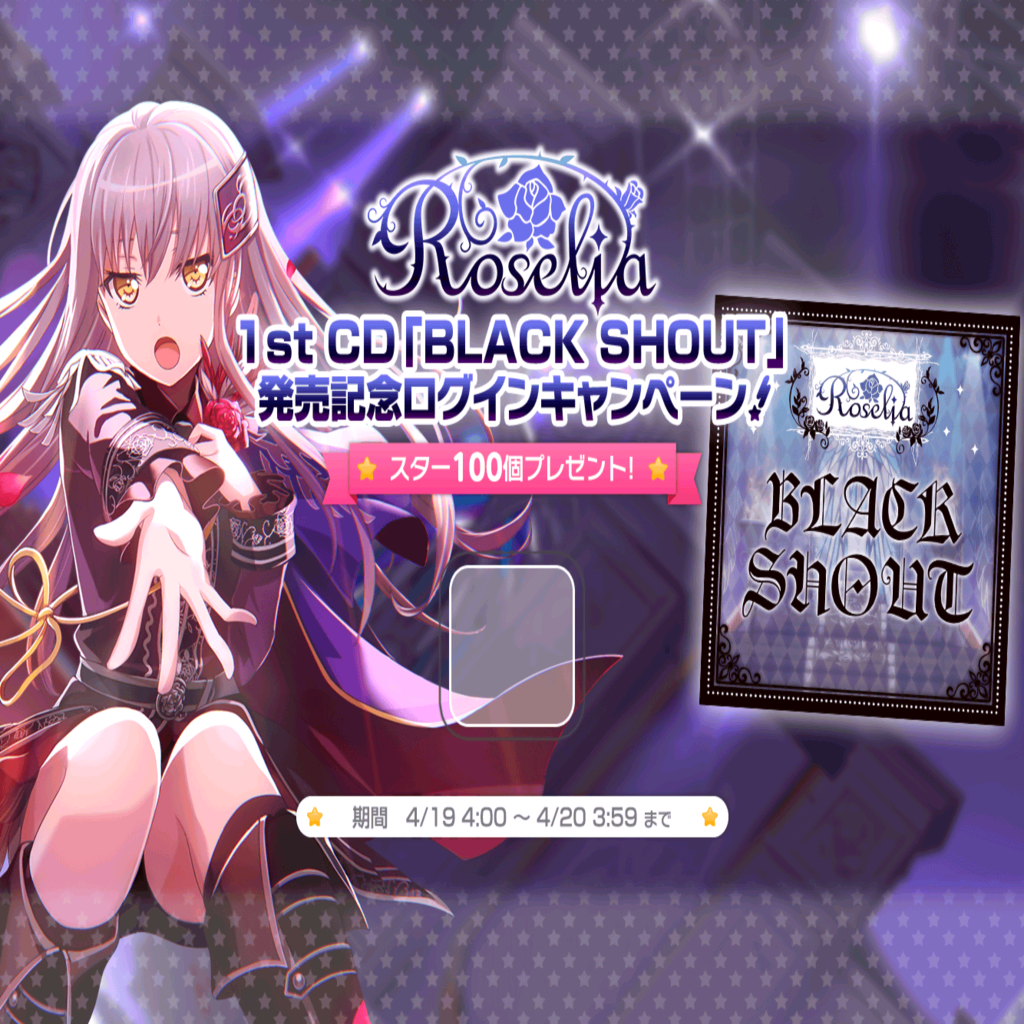 Roselia
1st CD「BLACK SHOUT」
発売記念ログインキャンペーン!
スター100個プレゼント!
Roselia
BLACK
SHOUT
期間 4/19 4:00 ～ 4/20 3:59 まで